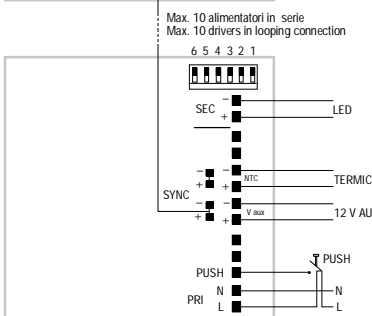 Max. 10 alimentatori in serie
Max. 10 drivers in looping connection
6 5 4 3 2 1
−
SEC
LED
+
−
NTC
−
+
TERMIC
+
SYNC
−
−
V aux
12 V AU
+
+
PUSH
PUSH
N
N
PRI
L
L